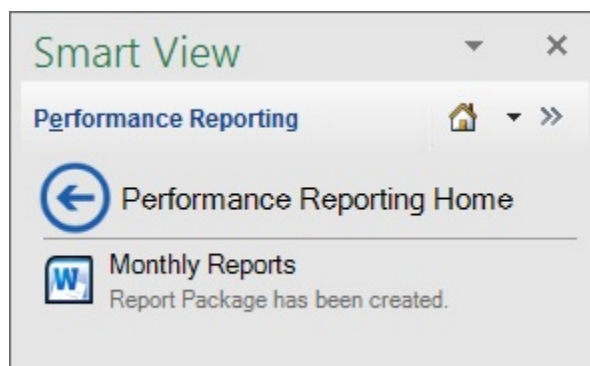 Smart View
Performance Reporting
Performance Reporting Home
W
Monthly Reports
Report Package has been created.